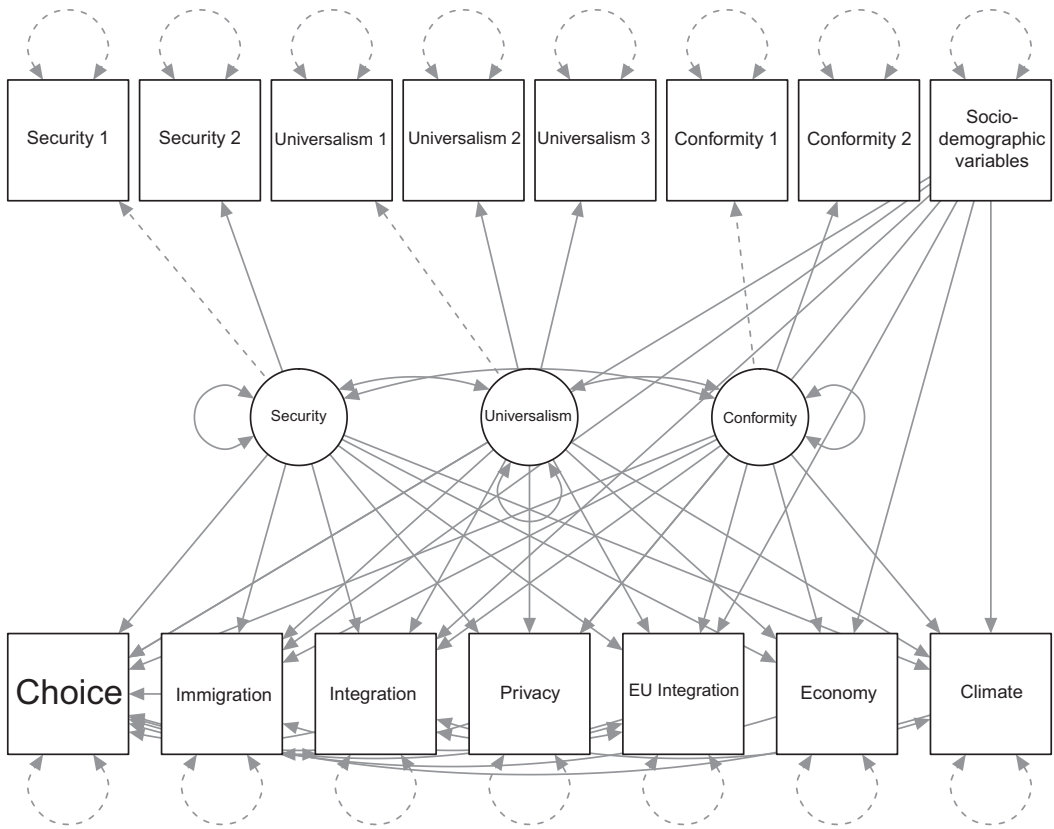 Security 1
Security 2
Universalism 1
Universalism 2
Universalism 3
Conformity 1
Conformity 2
Socio-
demographic
variables
Security
Universalism
Conformity
Choice
Immigration
Integration
Privacy
EU Integration
Economy
Climate